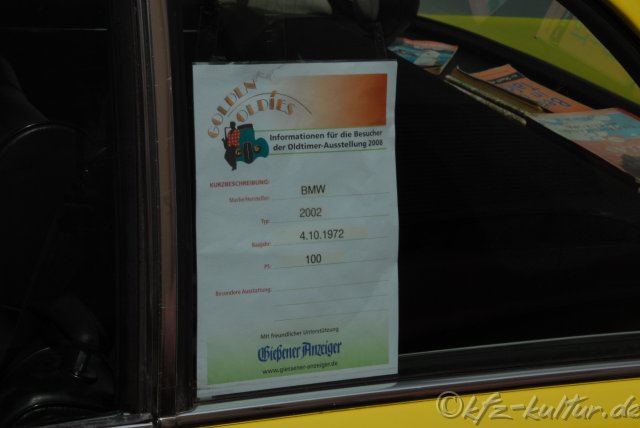 GOLDEN
OLDIES
Informationen für die Besucher
der Oldtimer-Ausstellung 2008
KURZBESCHREIBUNG:
Marke/Hersteller: BMW
Typ: 2002
Baujahr: 4.10.1972
PS: 100
Besondere Ausstattung:
Mit freundlicher Unterstützung
Gießener Anzeiger
www.giessener-anzeiger.de
©kfz-kultur.de